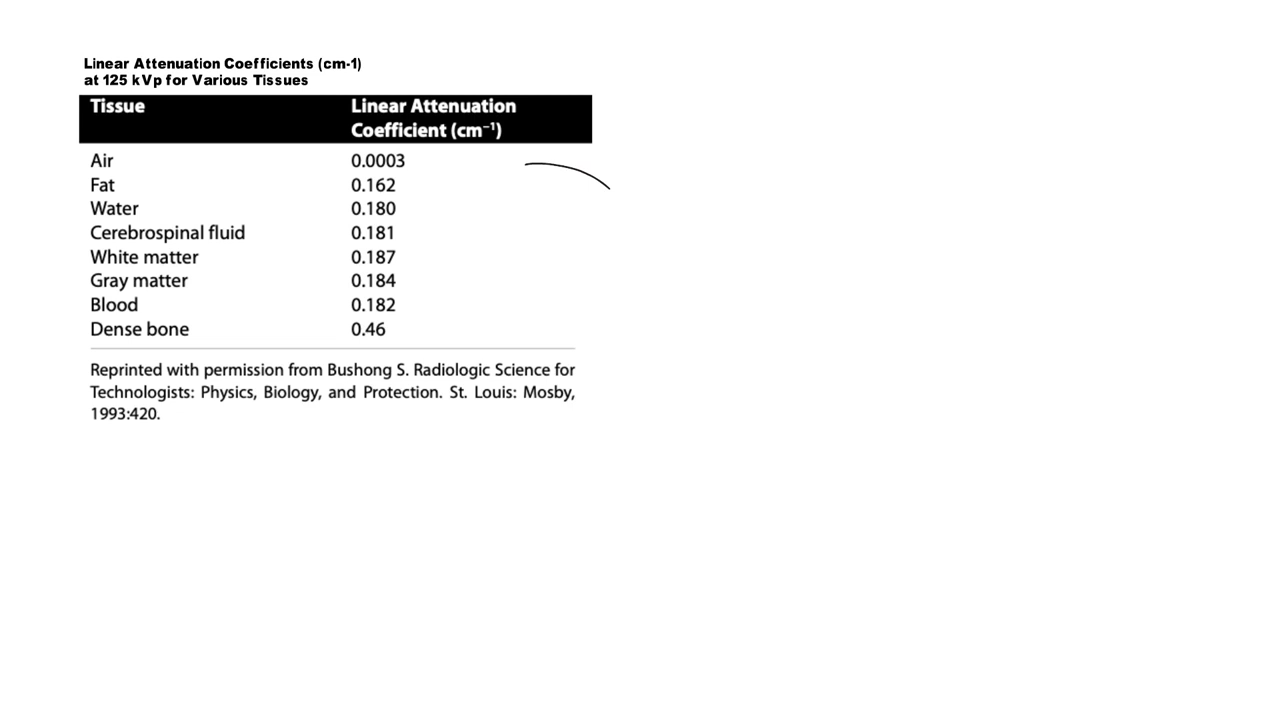 Linear Attenuation Coefficients (cm-1)
at 125 kVp for Various Tissues
Tissue Linear Attenuation
Coefficient (cm⁻¹)
Air 0.0003
Fat 0.162
Water 0.180
Cerebrospinal fluid 0.181
White matter 0.187
Gray matter 0.184
Blood 0.182
Dense bone 0.46
Reprinted with permission from Bushong S. Radiologic Science for
Technologists: Physics, Biology, and Protection. St. Louis: Mosby,
1993:420.